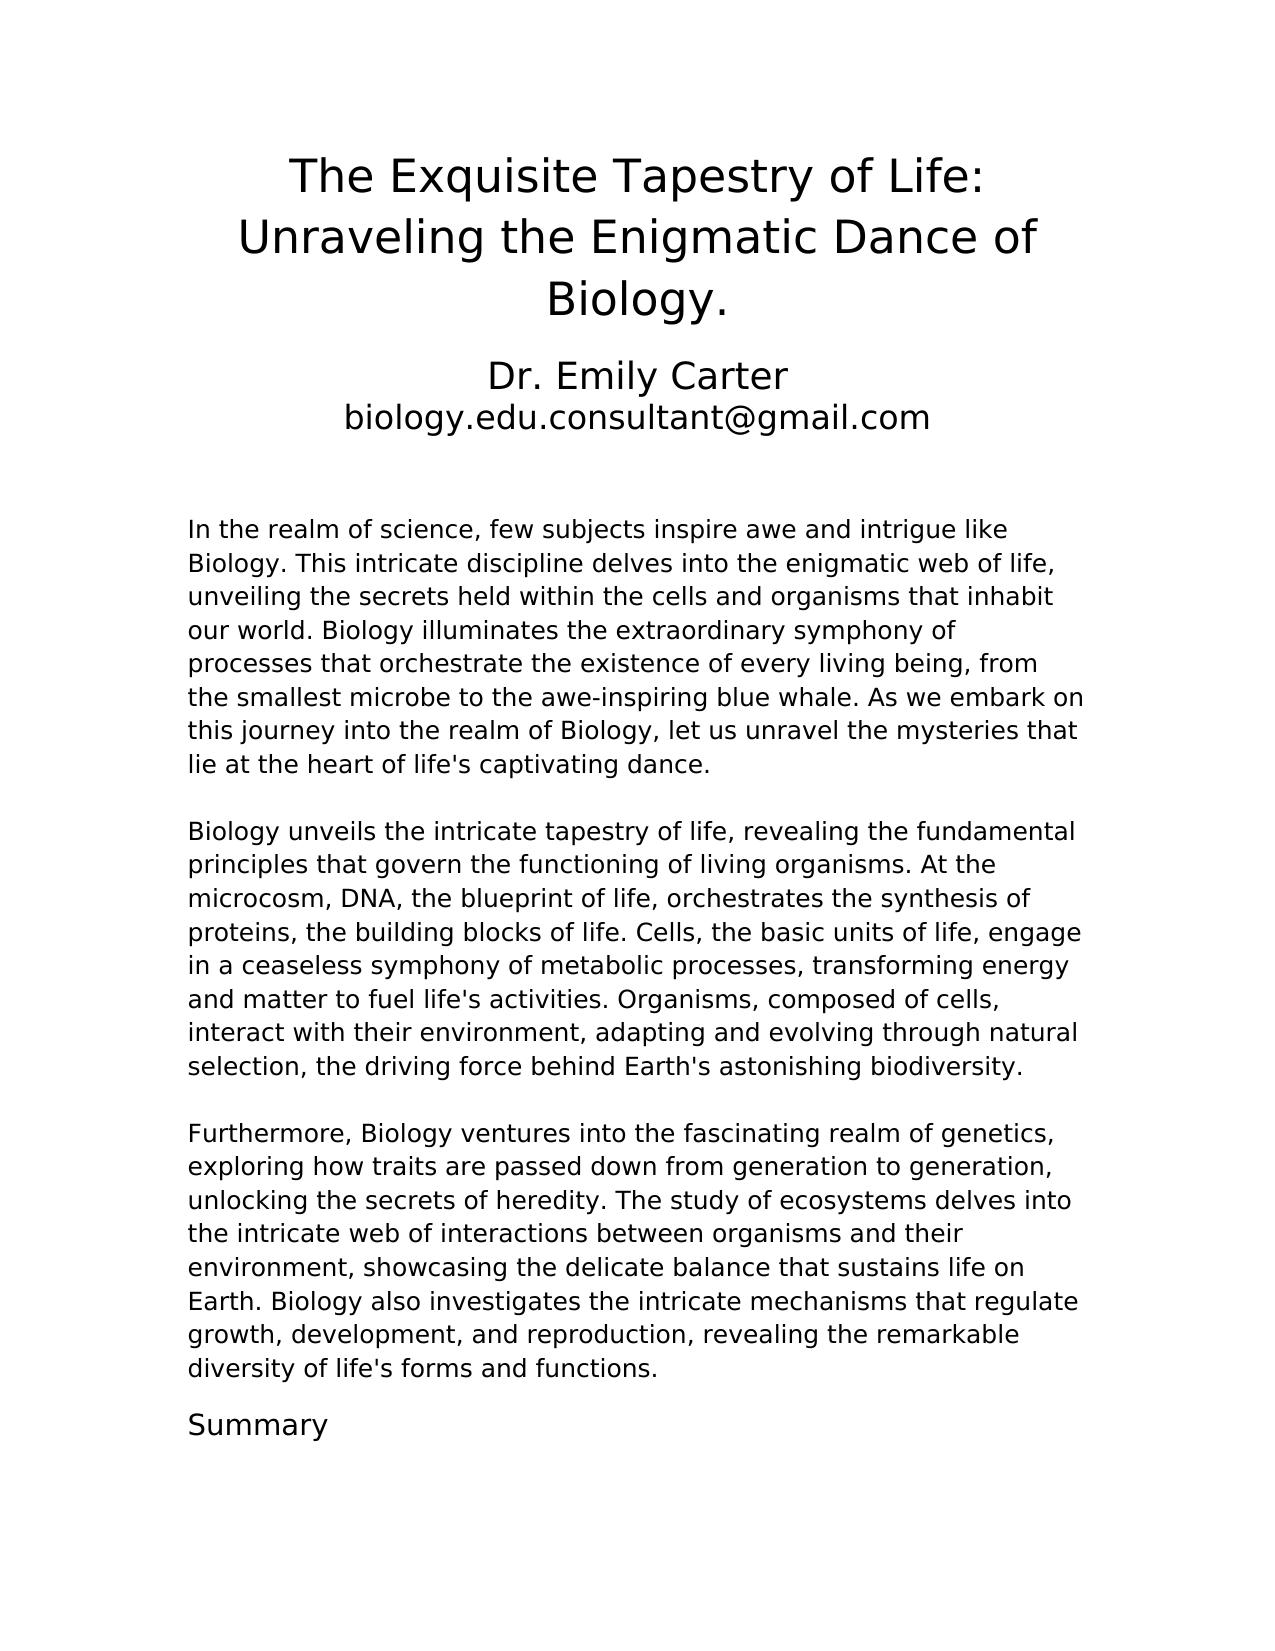 The Exquisite Tapestry of Life:
Unraveling the Enigmatic Dance of
Biology.
Dr. Emily Carter
biology.edu.consultant@gmail.com
In the realm of science, few subjects inspire awe and intrigue like
Biology. This intricate discipline delves into the enigmatic web of life,
unveiling the secrets held within the cells and organisms that inhabit
our world. Biology illuminates the extraordinary symphony of
processes that orchestrate the existence of every living being, from
the smallest microbe to the awe-inspiring blue whale. As we embark on
this journey into the realm of Biology, let us unravel the mysteries that
lie at the heart of life's captivating dance.
Biology unveils the intricate tapestry of life, revealing the fundamental
principles that govern the functioning of living organisms. At the
microcosm, DNA, the blueprint of life, orchestrates the synthesis of
proteins, the building blocks of life. Cells, the basic units of life, engage
in a ceaseless symphony of metabolic processes, transforming energy
and matter to fuel life's activities. Organisms, composed of cells,
interact with their environment, adapting and evolving through natural
selection, the driving force behind Earth's astonishing biodiversity.
Furthermore, Biology ventures into the fascinating realm of genetics,
exploring how traits are passed down from generation to generation,
unlocking the secrets of heredity. The study of ecosystems delves into
the intricate web of interactions between organisms and their
environment, showcasing the delicate balance that sustains life on
Earth. Biology also investigates the intricate mechanisms that regulate
growth, development, and reproduction, revealing the remarkable
diversity of life's forms and functions.
Summary